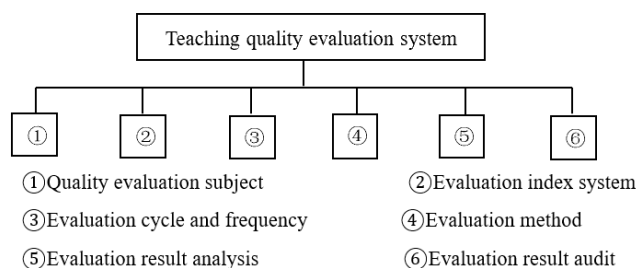 Teaching quality evaluation system
① ② ③ ④ ⑤ ⑥
①Quality evaluation subject ②Evaluation index system
③Evaluation cycle and frequency ④Evaluation method
⑤Evaluation result analysis ⑥Evaluation result audit